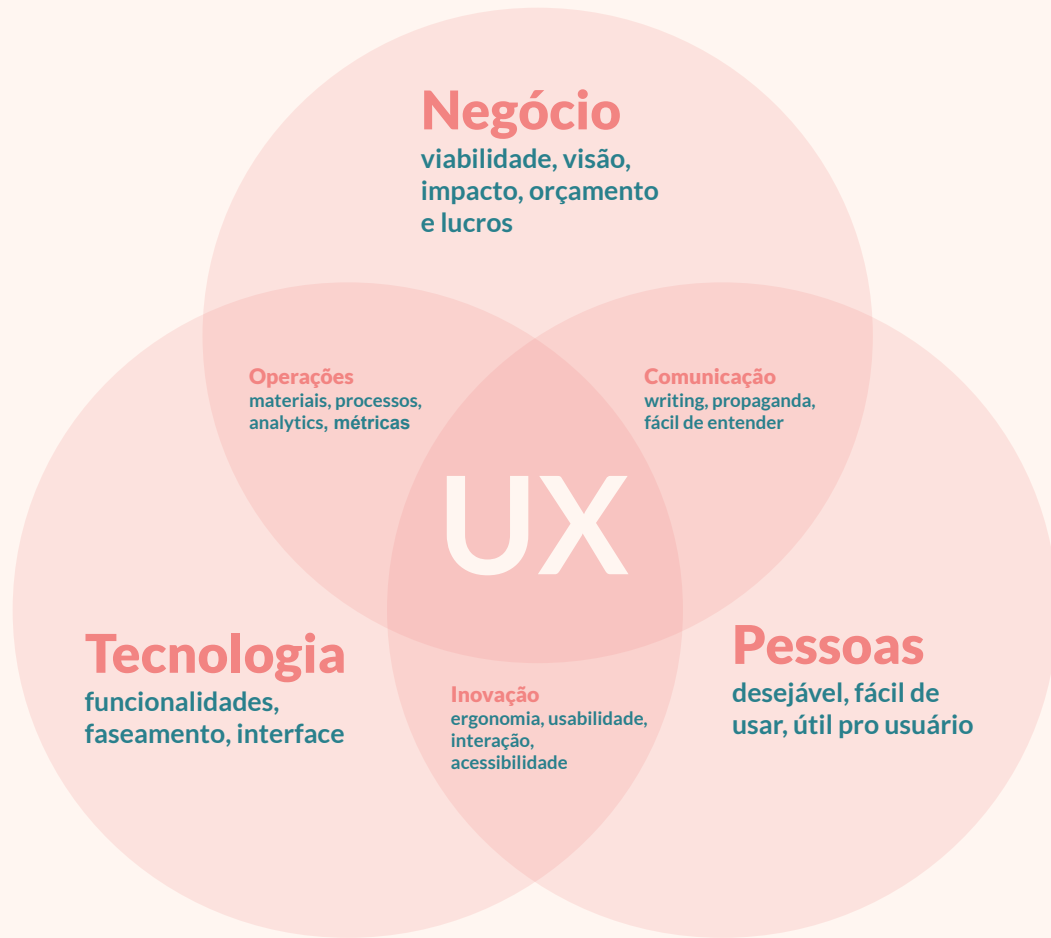 Negócio
viabilidade, visão,
impacto, orçamento
e lucros
Operações
materiais, processos,
analytics, métricas
Comunicação
writing, propaganda,
fácil de entender
UX
Tecnologia
funcionalidades,
faseamento, interface
Pessoas
desejável, fácil de
usar, útil pro usuário
Inovação
ergonomia, usabilidade,
interação,
acessibilidade